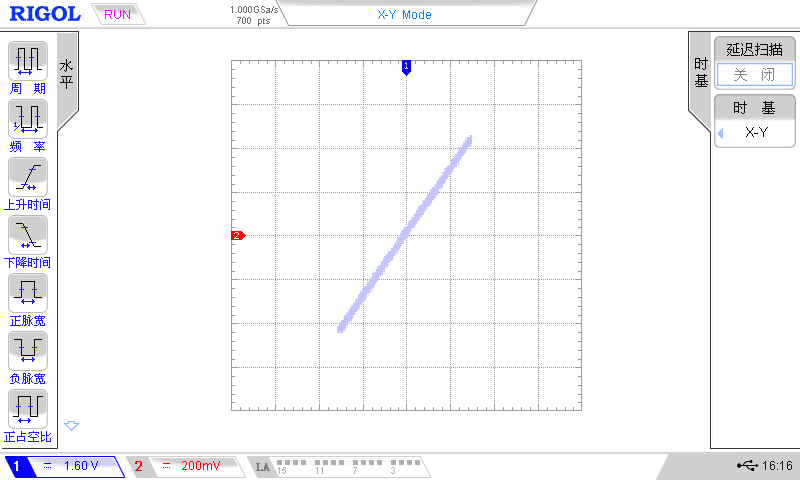 RIGOL RUN 1.000GSa/s
700 pts
X-Y Mode
水平
周 期
频 率
上升时间
下降时间
正脉宽
负脉宽
正占空比
1
2
时基
延迟扫描
关 闭
时 基
X-Y
1 = 1.60 V
2 = 200mV
LA 15 11 7 3
16:16